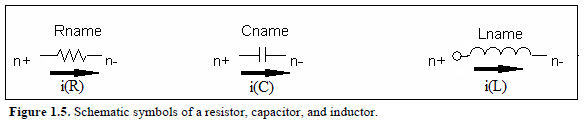 Rname Cname Lname
n+ n- n+ n- n+ n-
i(R) i(C) i(L)
Figure 1.5. Schematic symbols of a resistor, capacitor, and inductor.